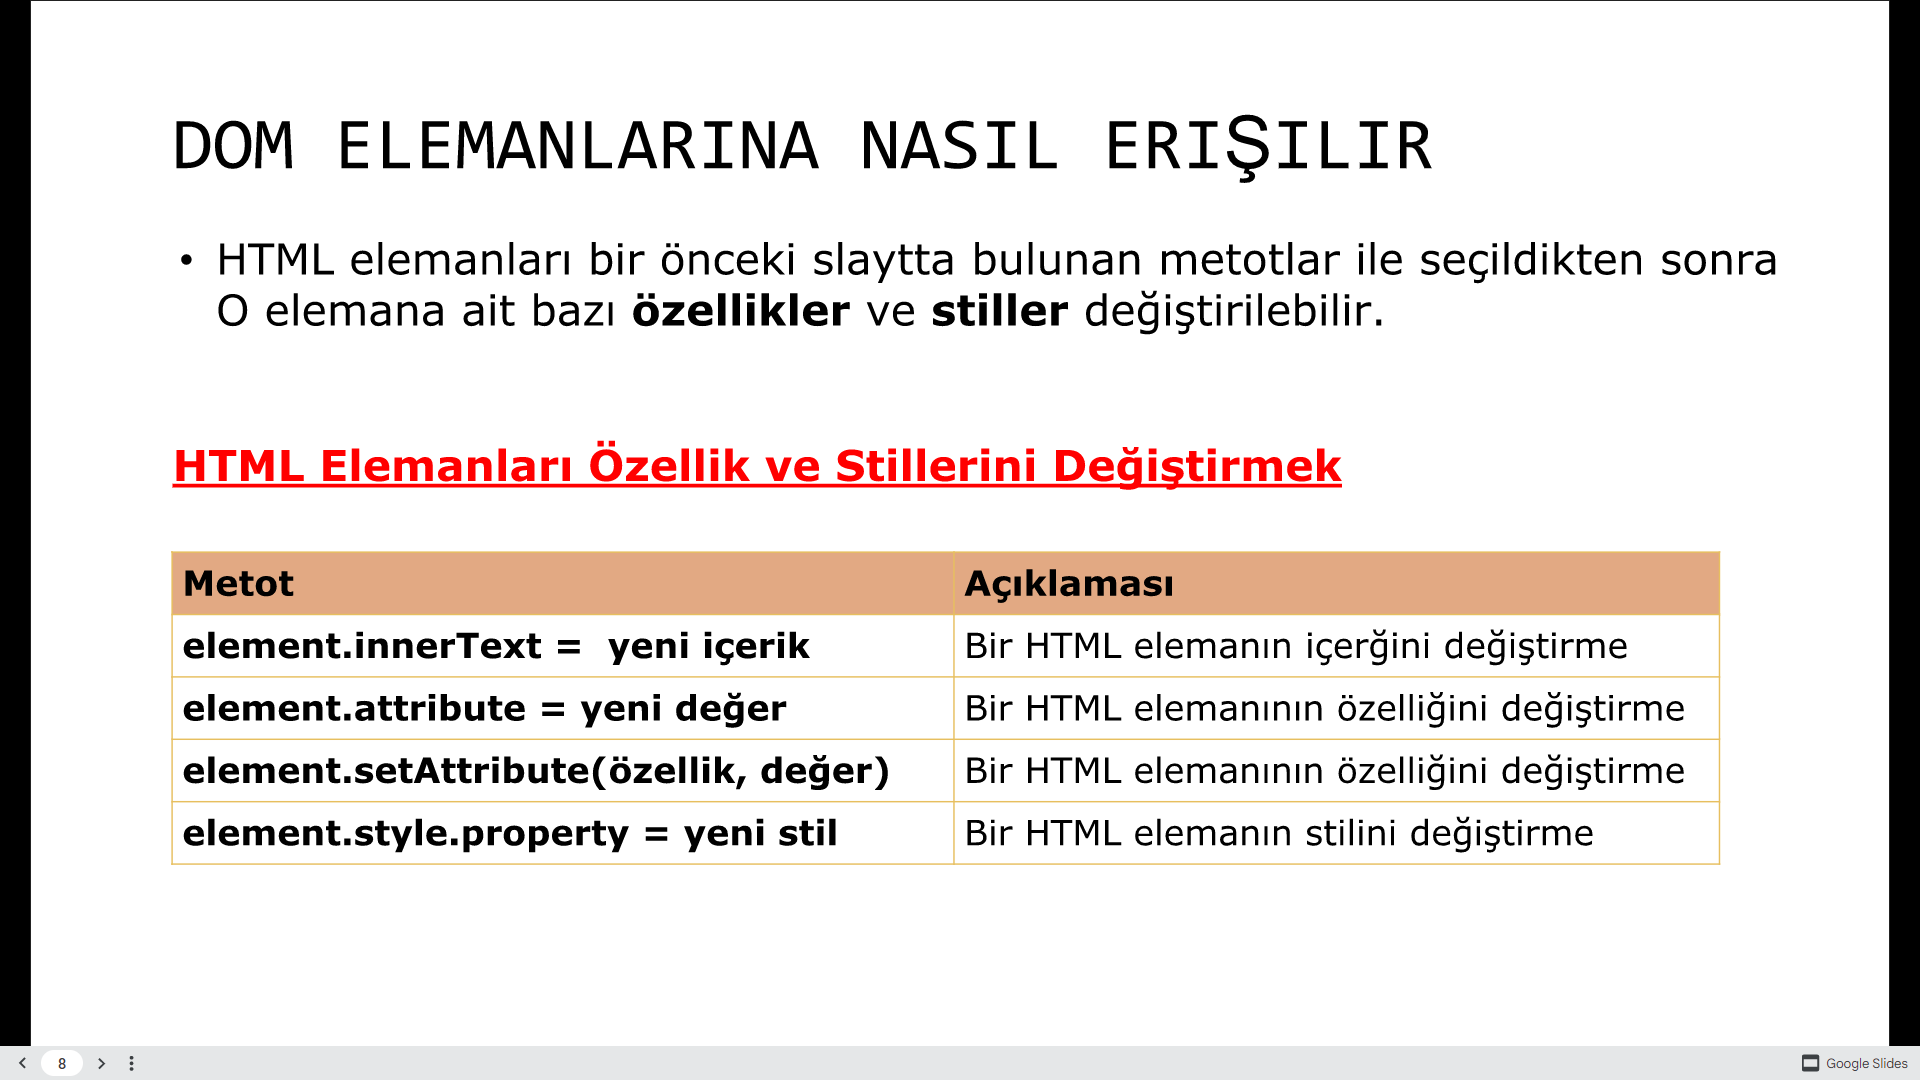 DOM ELEMANLARINA NASIL ERIŞILIR
• HTML elemanları bir önceki slaytta bulunan metotlar ile seçildikten sonra
O elemana ait bazı özellikler ve stiller değiştirilebilir.
HTML Elemanları Özellik ve Stillerini Değiştirmek
Metot Açıklaması
element.innerText = yeni içerik Bir HTML elemanın içerğini değiştirme
element.attribute = yeni değer Bir HTML elemanının özelliğini değiştirme
element.setAttribute(özellik, değer) Bir HTML elemanının özelliğini değiştirme
element.style.property = yeni stil Bir HTML elemanın stilini değiştirme
8 Google Slides